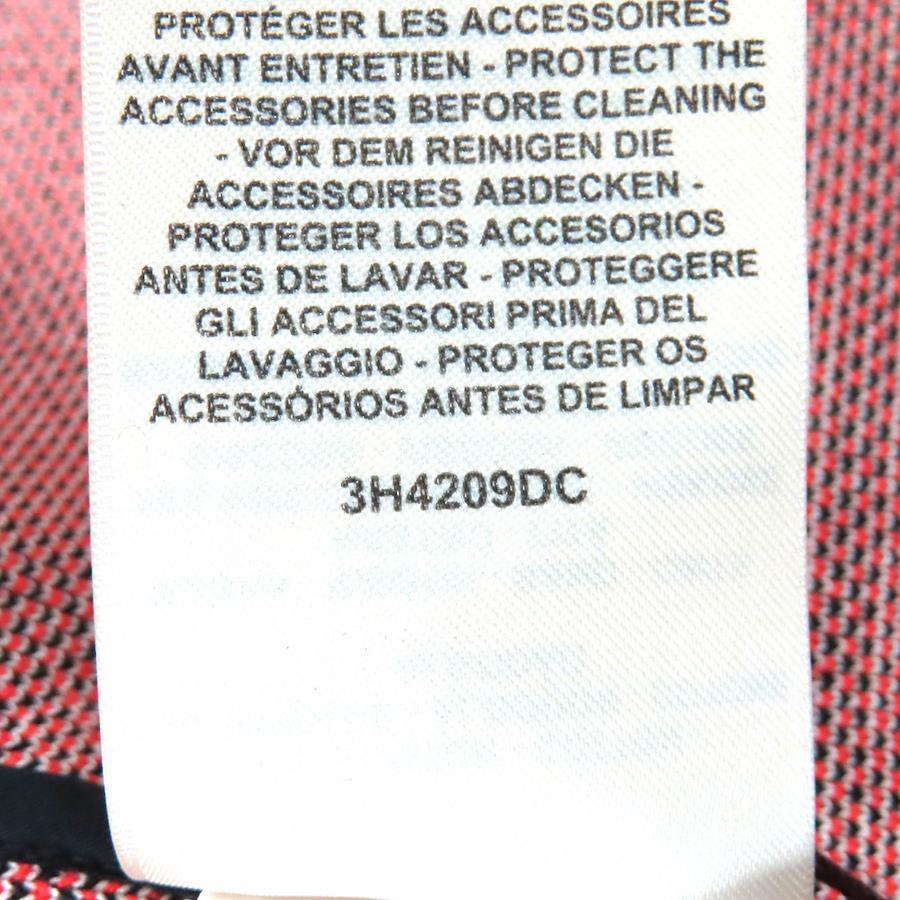 PROTÉGER LES ACCESSOIRES
AVANT ENTRETIEN - PROTECT THE
ACCESSORIES BEFORE CLEANING
- VOR DEM REINIGEN DIE
ACCESSOIRES ABDECKEN -
PROTEGER LOS ACCESORIOS
ANTES DE LAVAR - PROTEGGERE
GLI ACCESSORI PRIMA DEL
LAVAGGIO - PROTEGER OS
ACESSÓRIOS ANTES DE LIMPAR
3H4209DC